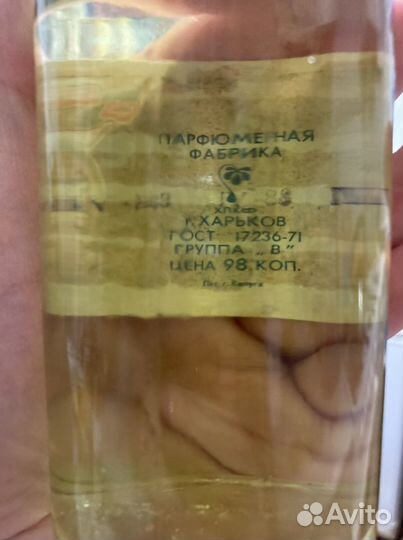 ПАРФЮМЕРНАЯ
ФАБРИКА
г. ХАРЬКОВ
ГОСТ 17236-71
ГРУППА „В"
ЦЕНА 98 КОП.
Avito